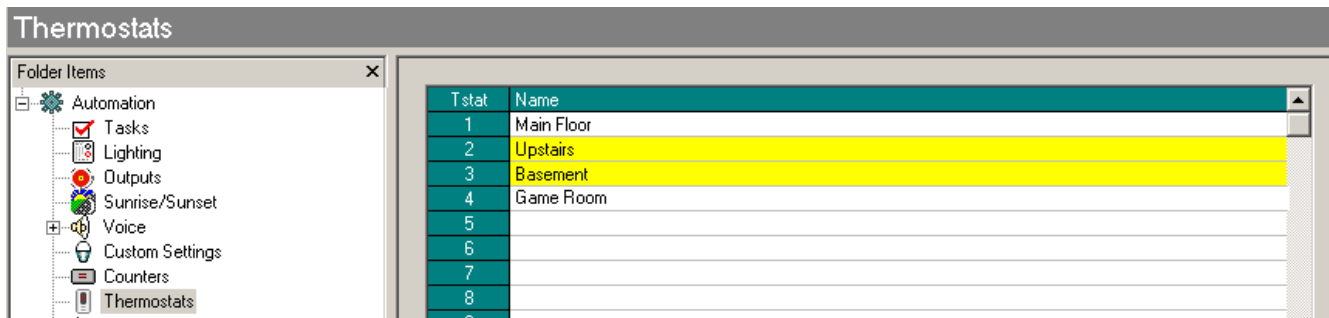 Thermostats
Folder Items
Automation
Tasks
Lighting
Outputs
Sunrise/Sunset
Voice
Custom Settings
Counters
Thermostats
Tstat Name
1 Main Floor
2 Upstairs
3 Basement
4 Game Room
5
6
7
8